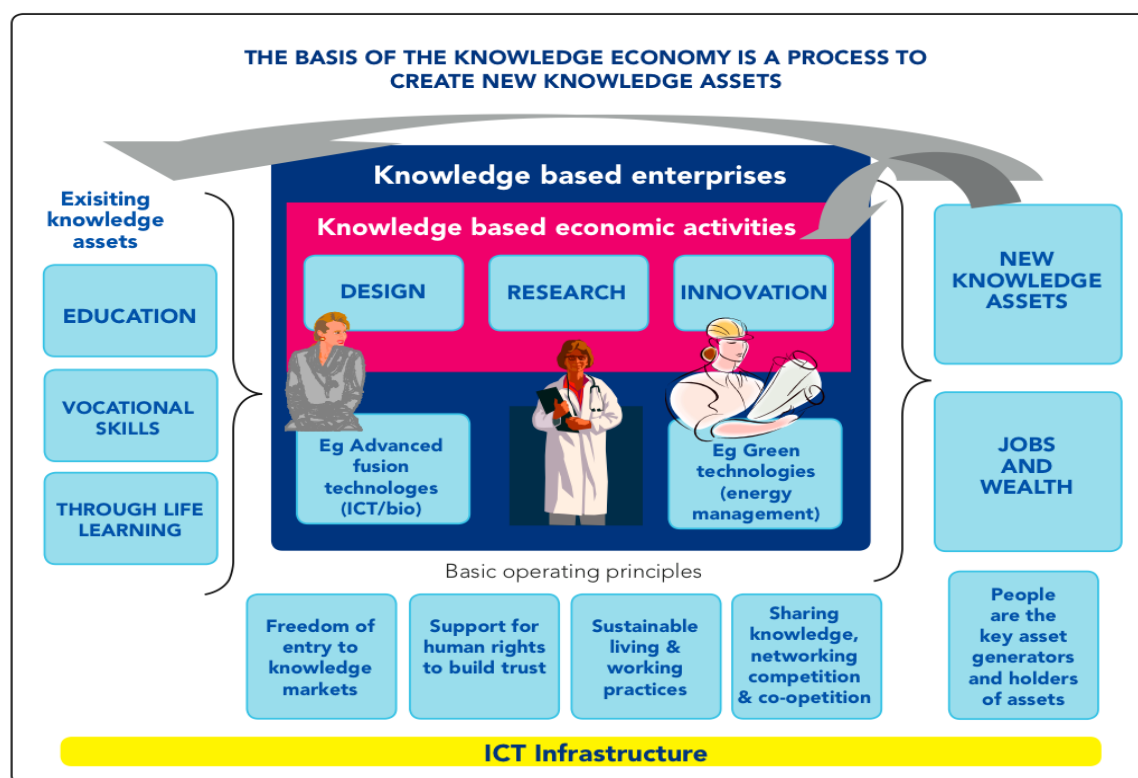 THE BASIS OF THE KNOWLEDGE ECONOMY IS A PROCESS TO
CREATE NEW KNOWLEDGE ASSETS
Exisiting
knowledge
assets
EDUCATION
VOCATIONAL
SKILLS
THROUGH LIFE
LEARNING
Knowledge based enterprises
Knowledge based economic activities
DESIGN
RESEARCH
INNOVATION
Eg Advanced
fusion
technologes
(ICT/bio)
Eg Green
technologies
(energy
management)
NEW
KNOWLEDGE
ASSETS
JOBS
AND
WEALTH
People
are the
key asset
generators
and holders
of assets
Basic operating principles
Freedom of
entry to
knowledge
markets
Support for
human rights
to build trust
Sustainable
living &
working
practices
Sharing
knowledge,
networking
competition
& co-opetition
ICT Infrastructure